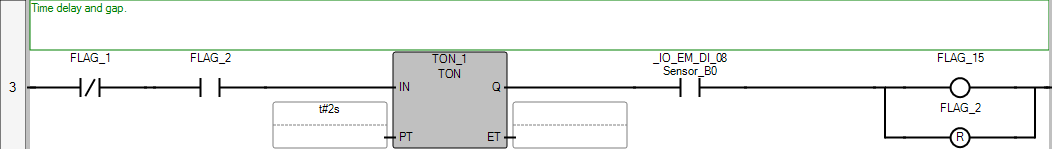 Time delay and gap.
FLAG_1
FLAG_2
TON_1
TON
_IO_EM_DI_08
Sensor_B0
FLAG_15
3
IN
Q
t#2s
FLAG_2
PT
ET
R